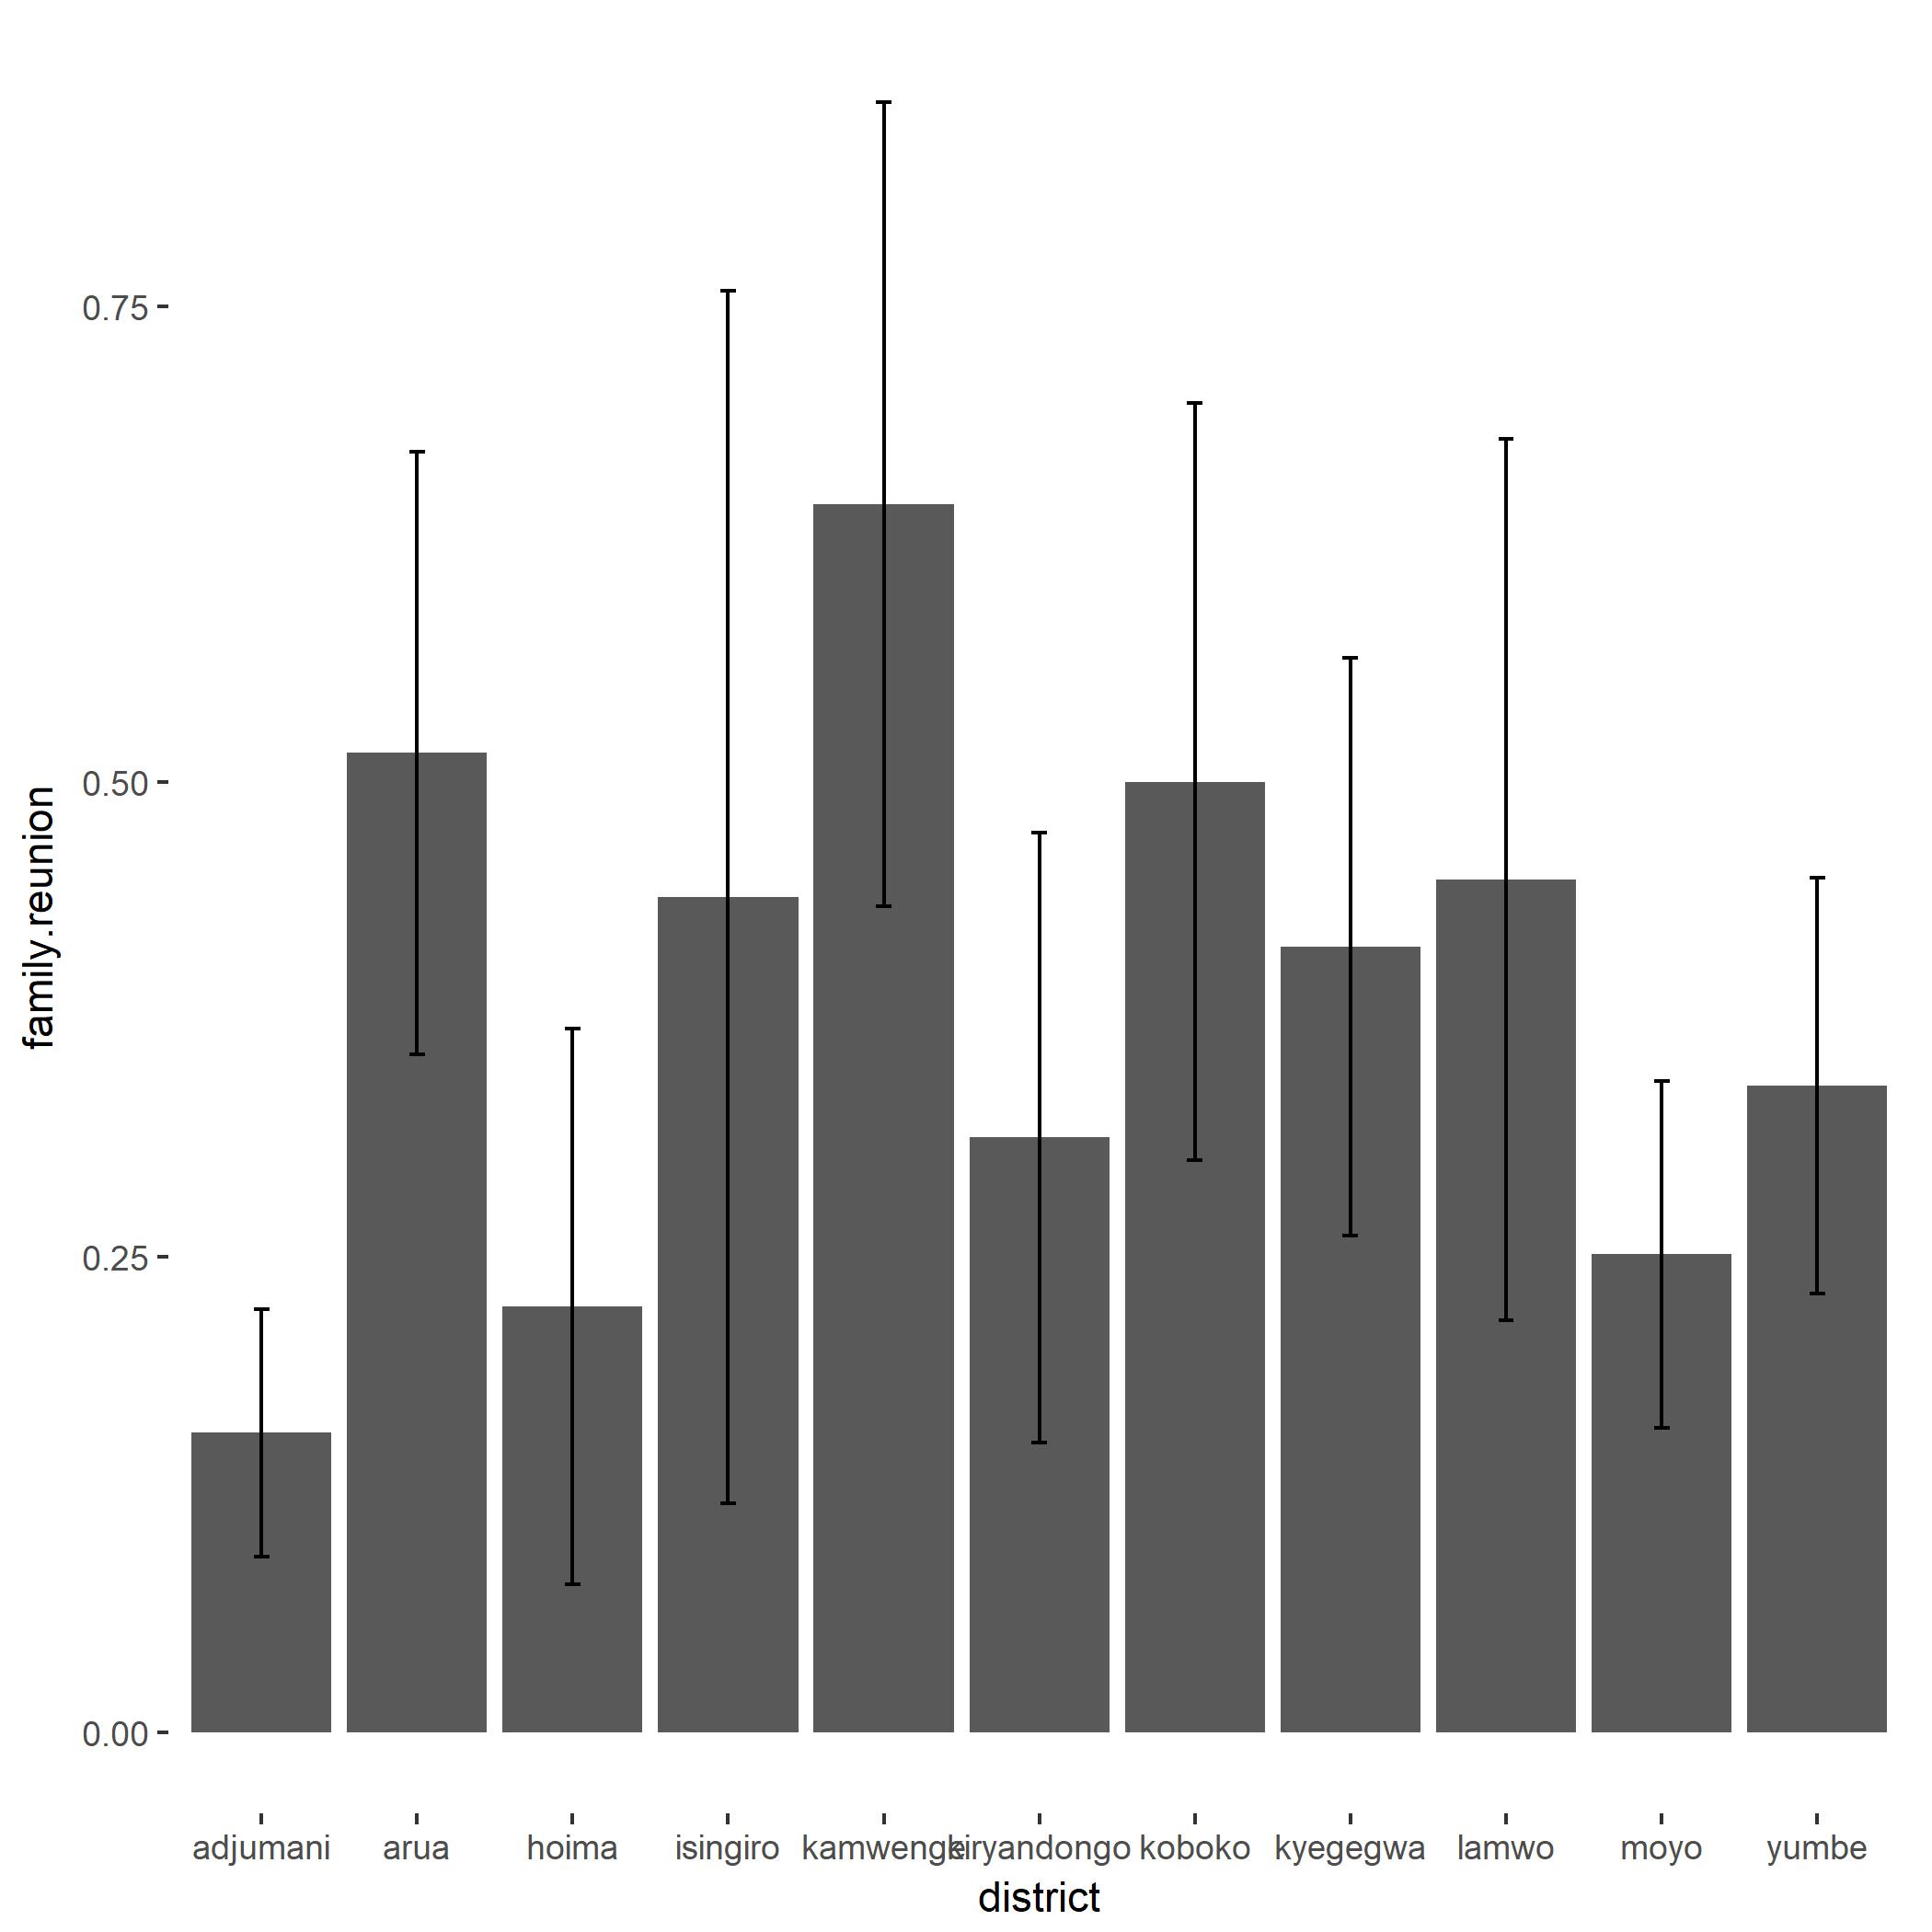 family.reunion
0.75
0.50
0.25
0.00
adjumani arua hoima isingiro kamwenge kiryandongo koboko kyegegwa lamwo moyo yumbe
district